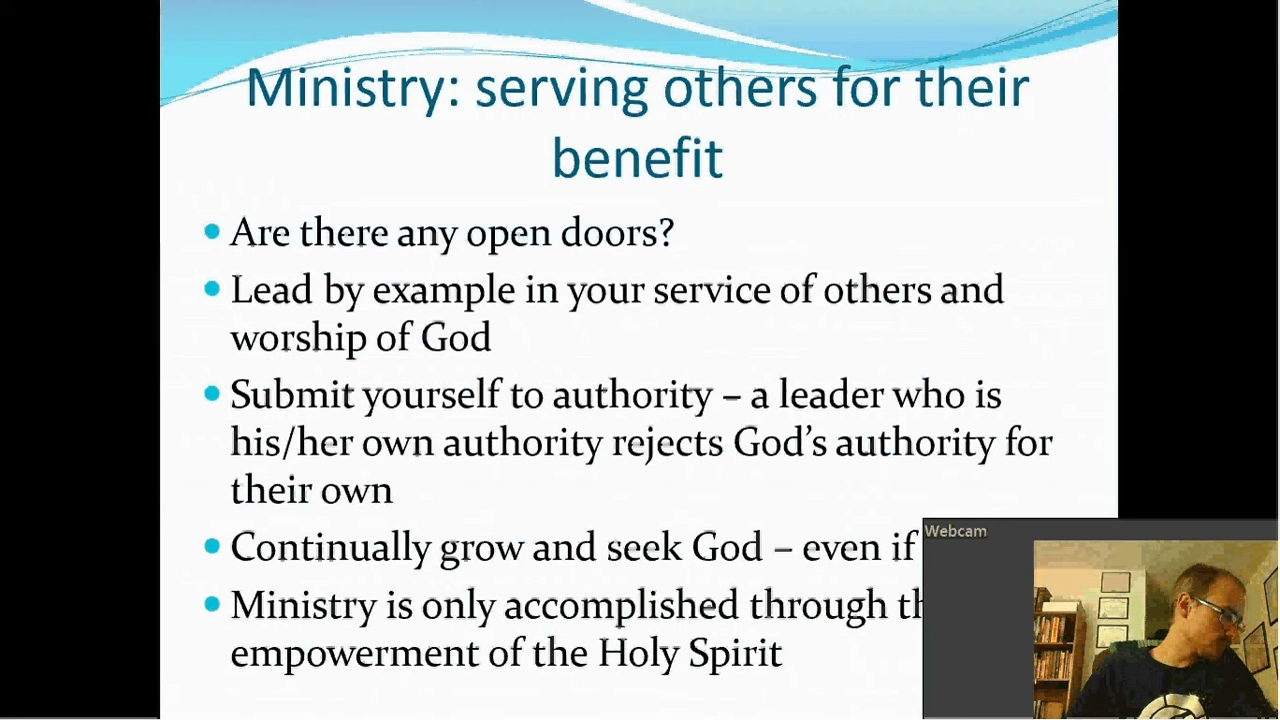 Ministry: serving others for their
benefit
Are there any open doors?
Lead by example in your service of others and
worship of God
Submit yourself to authority – a leader who is
his/her own authority rejects God's authority for
their own
Continually grow and seek God – even if
Ministry is only accomplished through
empowerment of the Holy Spirit
Webcam